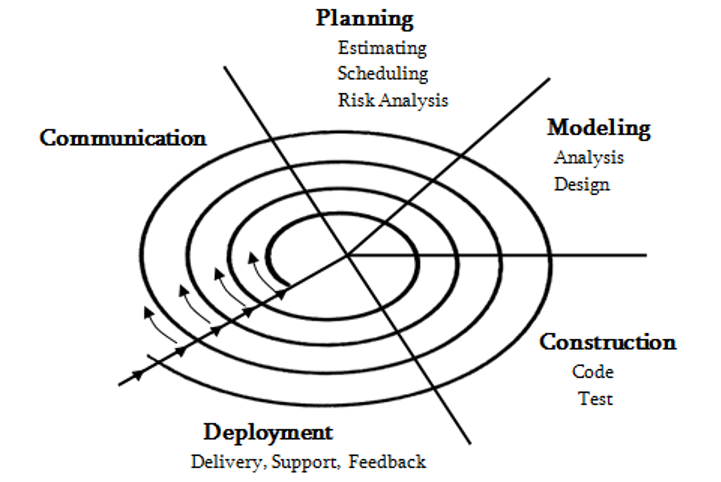 Planning
Estimating
Scheduling
Risk Analysis
Communication
Modeling
Analysis
Design
Construction
Code
Test
Deployment
Delivery, Support, Feedback